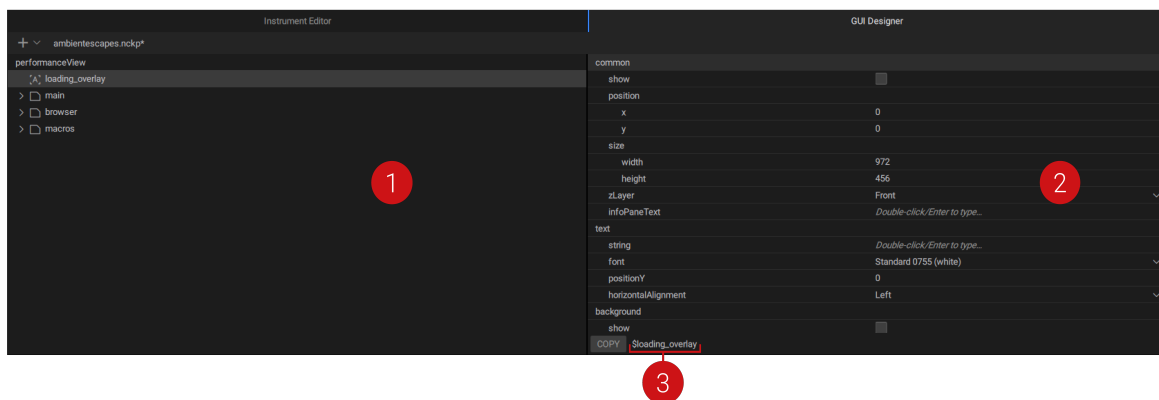 Instrument Editor
GUI Designer
ambientescapes.nckp*
performanceView
loading_overlay
main
browser
macros
1
common
show
position
x 0
y 0
size
width 972
height 456
zLayer Front
infoPaneText Double-click/Enter to type...
text
string Double-click/Enter to type...
font Standard 0755 (white)
positionY 0
horizontalAlignment Left
background
show
2
COPY $loading_overlay
3